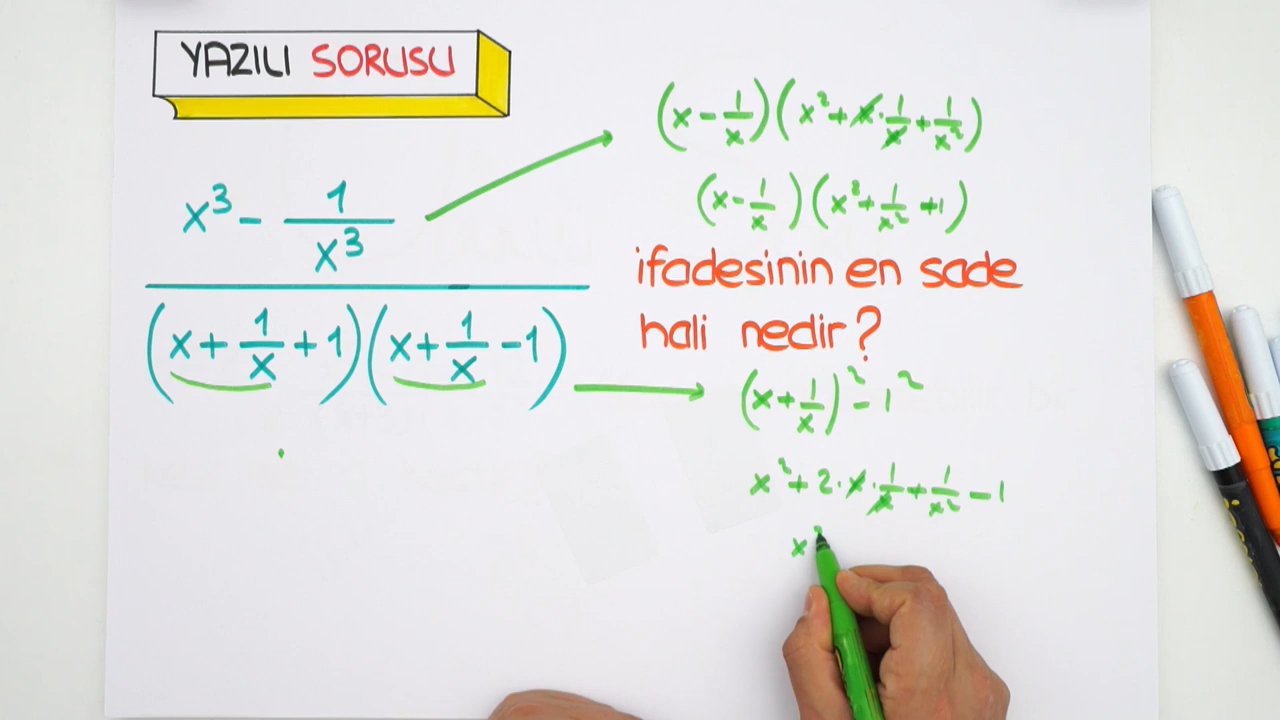 YAZILI SORUSU
x³ - 1/x³
(x + 1/x + 1)(x + 1/x - 1)
(x - 1/x)(x² + x · 1/x + 1/x²)
(x - 1/x)(x² + 1/x² + 1)
ifadesinin en sade
hali nedir?
(x + 1/x)² - 1²
x² + 2 · x · 1/x + 1/x² - 1
x²